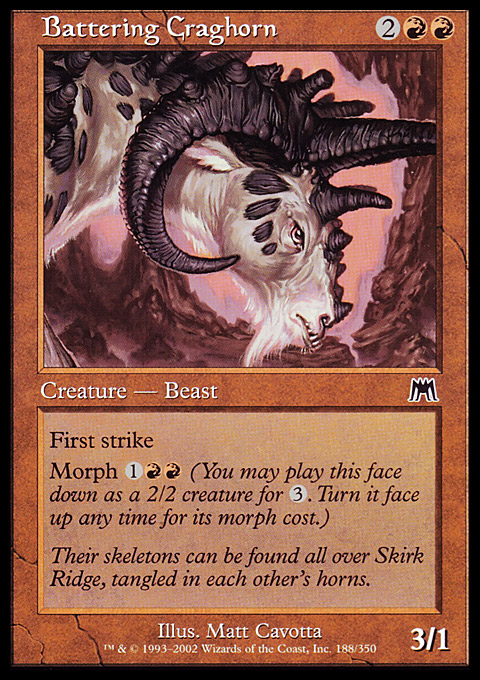 Battering Craghorn 2
Creature — Beast
First strike
Morph 1 (You may play this face
down as a 2/2 creature for 3. Turn it face
up any time for its morph cost.)
Their skeletons can be found all over Skirk
Ridge, tangled in each other's horns.
Illus. Matt Cavotta
™ & © 1993–2002 Wizards of the Coast, Inc. 188/350
3/1